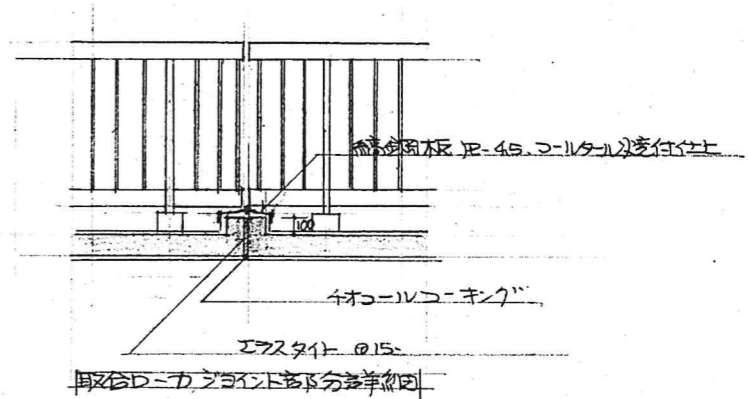 縞鋼板 P-4.5、コールタール焼付仕上
100
チオコールコーキング
エラスタイト @15-
取合ローカ ジョイント部分詳細図